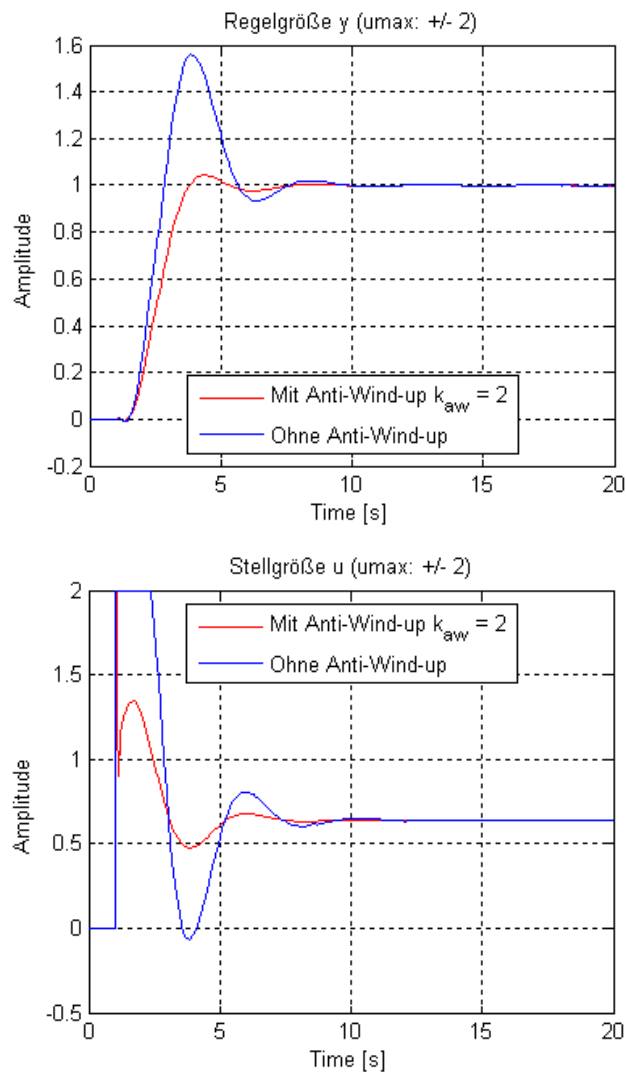 Regelgröße y (umax: +/- 2)
1.6
1.4
1.2
1
0.8
0.6
0.4
0.2
0
-0.2
Amplitude
Mit Anti-Wind-up k_aw = 2
Ohne Anti-Wind-up
0 5 10 15 20
Time [s]
Stellgröße u (umax: +/- 2)
2
1.5
1
0.5
0
-0.5
Amplitude
Mit Anti-Wind-up k_aw = 2
Ohne Anti-Wind-up
0 5 10 15 20
Time [s]